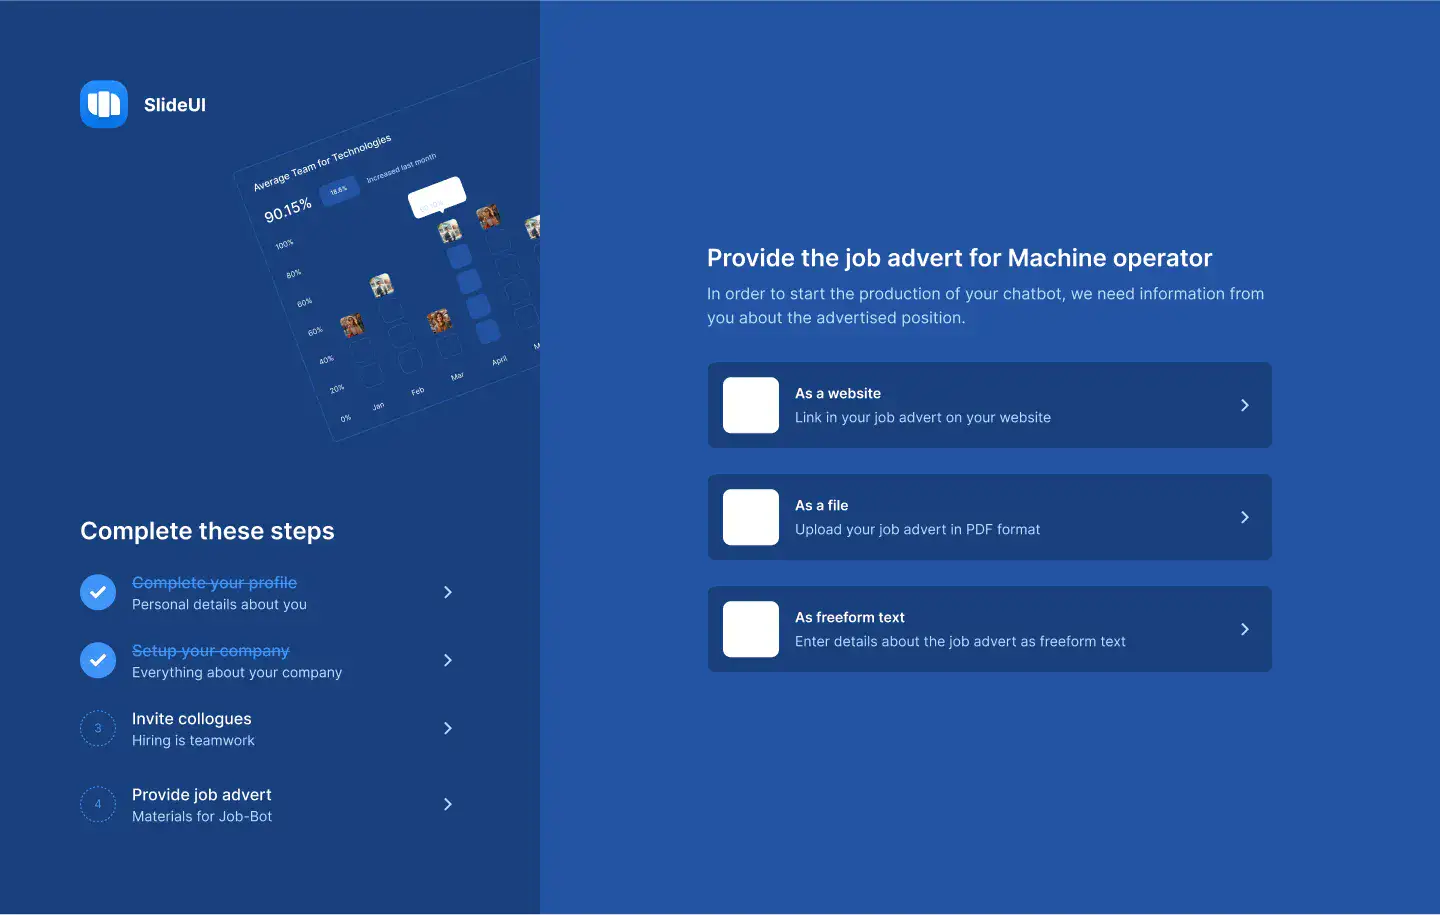 SlideUI
Average Team for Technologies
90.15%
18.6%
Increased last month
100%
80%
60%
60%
40%
20%
0%
Jan
Feb
Mar
April
Complete these steps
Complete your profile
Personal details about you
Setup your company
Everything about your company
3
Invite collogues
Hiring is teamwork
4
Provide job advert
Materials for Job-Bot
Provide the job advert for Machine operator
In order to start the production of your chatbot, we need information from
you about the advertised position.
As a website
Link in your job advert on your website
As a file
Upload your job advert in PDF format
As freeform text
Enter details about the job advert as freeform text